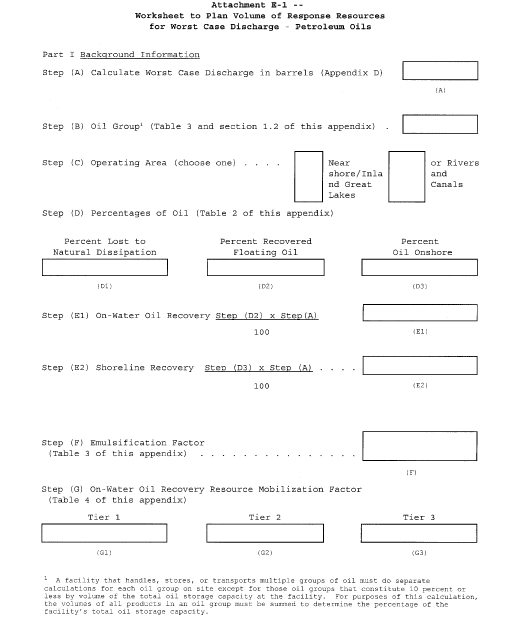 Attachment E-1 --
Worksheet to Plan Volume of Response Resources
for Worst Case Discharge - Petroleum Oils
Part I Background Information
Step (A) Calculate Worst Case Discharge in barrels (Appendix D)
(A)
Step (B) Oil Group¹ (Table 3 and section 1.2 of this appendix) .
Step (C) Operating Area (choose one) . . . .
Near
shore/Inla
nd Great
Lakes
or Rivers
and
Canals
Step (D) Percentages of Oil (Table 2 of this appendix)
Percent Lost to Percent Recovered Percent
Natural Dissipation Floating Oil Oil Onshore
(D1) (D2) (D3)
Step (E1) On-Water Oil Recovery Step (D2) x Step(A)
100 (E1)
Step (E2) Shoreline Recovery Step (D3) x Step (A) . . . .
100 (E2)
Step (F) Emulsification Factor
(Table 3 of this appendix) . . . . . . . . . . . . . . .
(F)
Step (G) On-Water Oil Recovery Resource Mobilization Factor
(Table 4 of this appendix)
Tier 1 Tier 2 Tier 3
(G1) (G2) (G3)
¹ A facility that handles, stores, or transports multiple groups of oil must do separate
calculations for each oil group on site except for those oil groups that constitute 10 percent or
less by volume of the total oil storage capacity at the facility. For purposes of this calculation,
the volumes of all products in an oil group must be summed to determine the percentage of the
facility's total oil storage capacity.